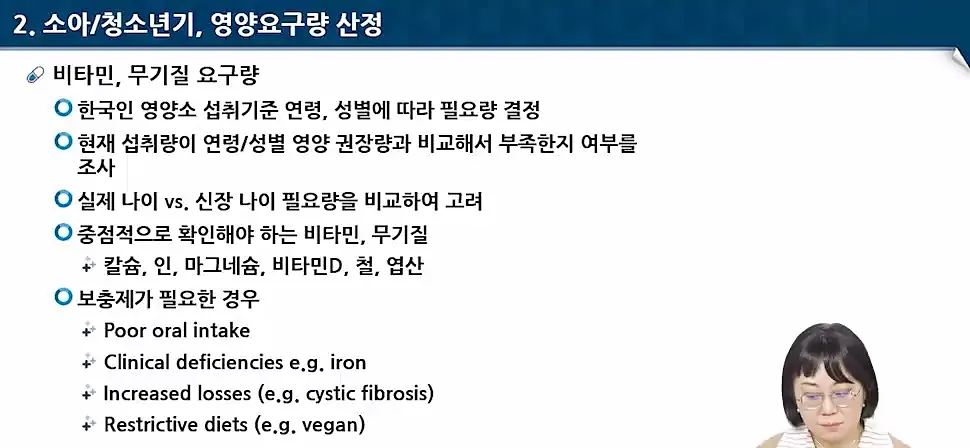 2. 소아/청소년기, 영양요구량 산정
비타민, 무기질 요구량
한국인 영양소 섭취기준 연령, 성별에 따라 필요량 결정
현재 섭취량이 연령/성별 영양 권장량과 비교해서 부족한지 여부를
조사
실제 나이 vs. 신장 나이 필요량을 비교하여 고려
중점적으로 확인해야 하는 비타민, 무기질
칼슘, 인, 마그네슘, 비타민D, 철, 엽산
보충제가 필요한 경우
Poor oral intake
Clinical deficiencies e.g. iron
Increased losses (e.g. cystic fibrosis)
Restrictive diets (e.g. vegan)